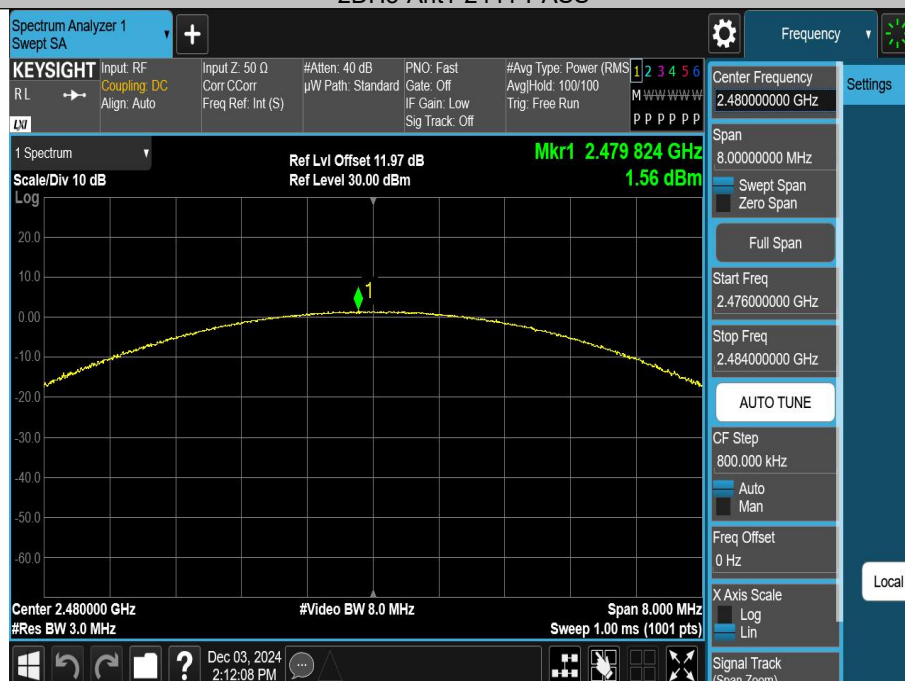 Spectrum Analyzer 1
Swept SA
+
Frequency
KEYSIGHT
RL
LXI
Input: RF
Coupling: DC
Align: Auto
Input Z: 50 Ω
Corr CCorr
Freq Ref: Int (S)
#Atten: 40 dB
µW Path: Standard
PNO: Fast
Gate: Off
IF Gain: Low
Sig Track: Off
#Avg Type: Power (RMS
Avg|Hold: 100/100
Trig: Free Run
1 2 3 4 5 6
M W W W W W
P P P P P P
1 Spectrum
Scale/Div 10 dB
Log
Ref Lvl Offset 11.97 dB
Ref Level 30.00 dBm
Mkr1 2.479 824 GHz
1.56 dBm
1
20.0
10.0
0.00
-10.0
-20.0
-30.0
-40.0
-50.0
-60.0
Center 2.480000 GHz
#Res BW 3.0 MHz
#Video BW 8.0 MHz
Span 8.000 MHz
Sweep 1.00 ms (1001 pts)
Center Frequency
2.480000000 GHz
Settings
Span
8.00000000 MHz
Swept Span
Zero Span
Full Span
Start Freq
2.476000000 GHz
Stop Freq
2.484000000 GHz
AUTO TUNE
CF Step
800.000 kHz
Auto
Man
Freq Offset
0 Hz
Local
X Axis Scale
Log
Lin
Signal Track
(Span Zoom)
?
Dec 03, 2024
2:12:08 PM